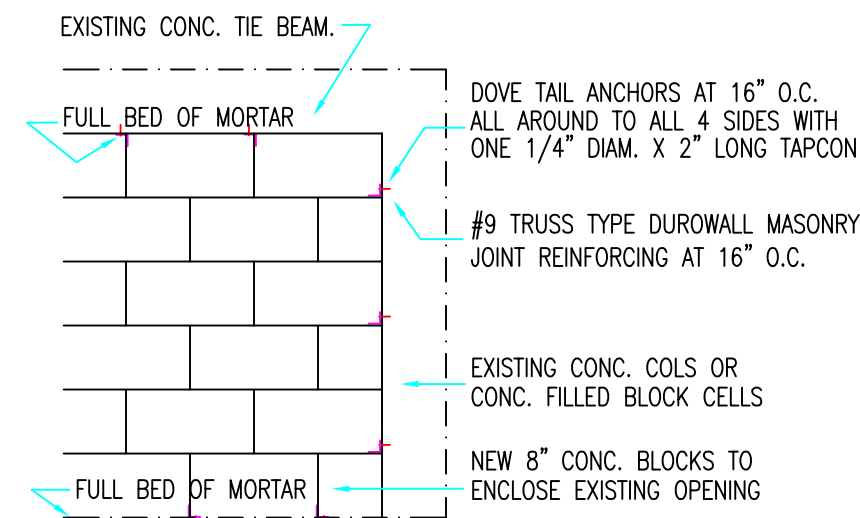 EXISTING CONC. TIE BEAM.
FULL BED OF MORTAR
DOVE TAIL ANCHORS AT 16" O.C.
ALL AROUND TO ALL 4 SIDES WITH
ONE 1/4" DIAM. X 2" LONG TAPCON
#9 TRUSS TYPE DUROWALL MASONRY
JOINT REINFORCING AT 16" O.C.
EXISTING CONC. COLS OR
CONC. FILLED BLOCK CELLS
NEW 8" CONC. BLOCKS TO
ENCLOSE EXISTING OPENING
FULL BED OF MORTAR